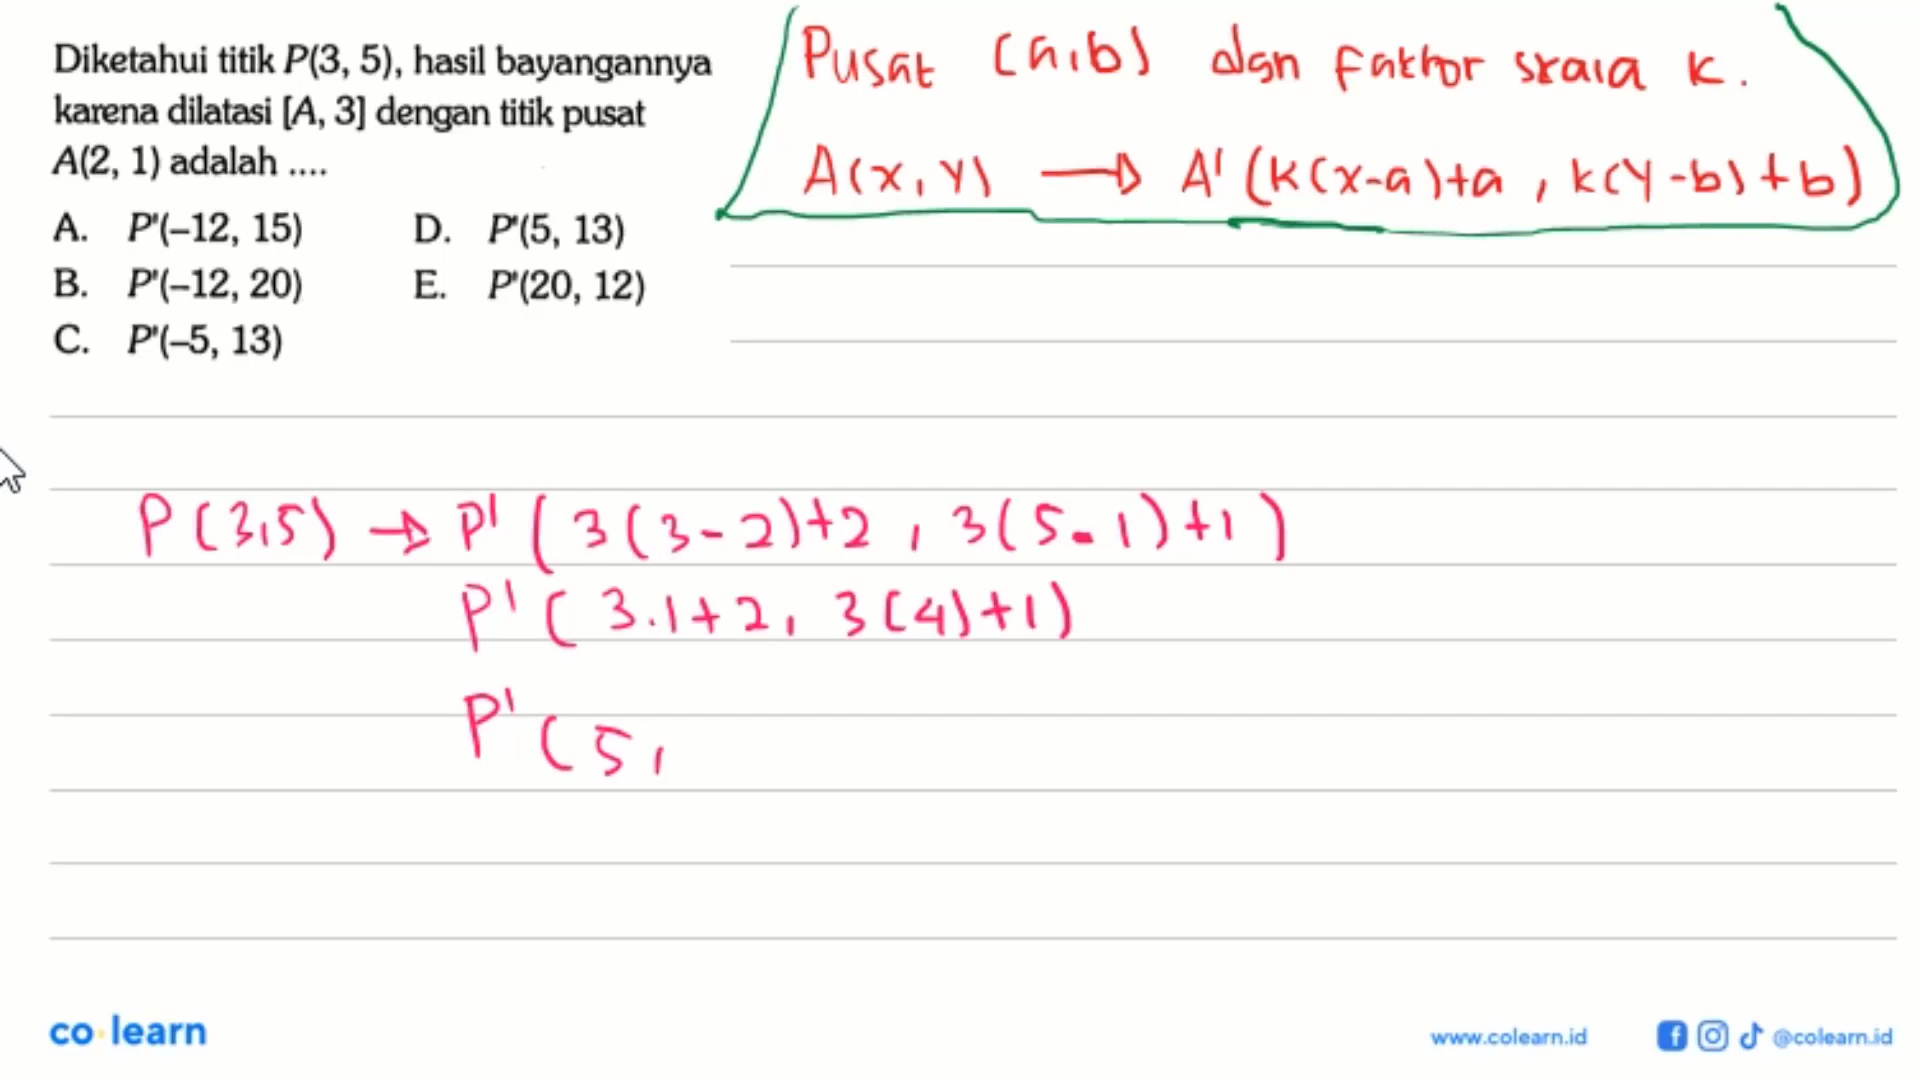 Diketahui titik P(3, 5), hasil bayangannya
karena dilatasi [A, 3] dengan titik pusat
A(2, 1) adalah ....
A. P'(–12, 15)
B. P'(–12, 20)
C. P'(–5, 13)
D. P'(5, 13)
E. P'(20, 12)
Pusat (a,b) dgn faktor skala k.
A(x,y) → A'(k(x-a)+a, k(y-b)+b)
P(3,5) → P'(3(3-2)+2, 3(5-1)+1)
P'(3.1+2, 3(4)+1)
P'(5,
co learn
www.colearn.id
@colearn.id